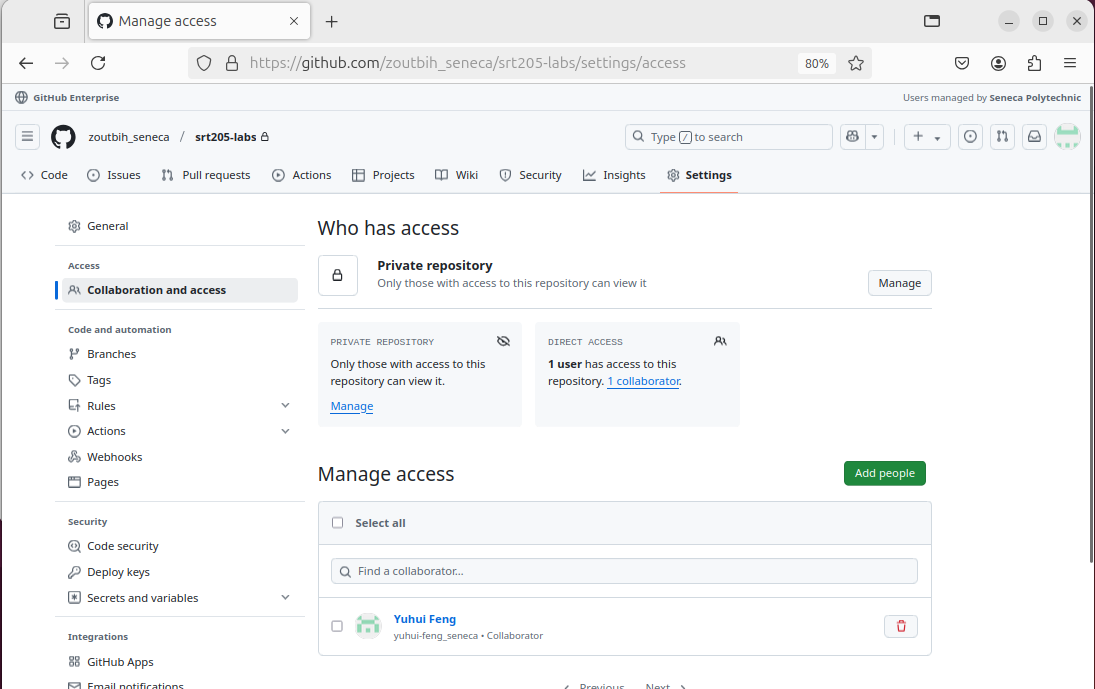 Manage access
https://github.com/zoutbih_seneca/srt205-labs/settings/access
80%
GitHub Enterprise
Users managed by Seneca Polytechnic
zoutbih_seneca / srt205-labs
Type / to search
Code
Issues
Pull requests
Actions
Projects
Wiki
Security
Insights
Settings
General
Access
Collaboration and access
Code and automation
Branches
Tags
Rules
Actions
Webhooks
Pages
Security
Code security
Deploy keys
Secrets and variables
Integrations
GitHub Apps
Email notifications
Who has access
Private repository
Only those with access to this repository can view it
Manage
PRIVATE REPOSITORY
Only those with access to this
repository can view it.
Manage
DIRECT ACCESS
1 user has access to this
repository. 1 collaborator.
Manage access
Add people
Select all
Find a collaborator...
Yuhui Feng
yuhui-feng_seneca • Collaborator
Previous
Next